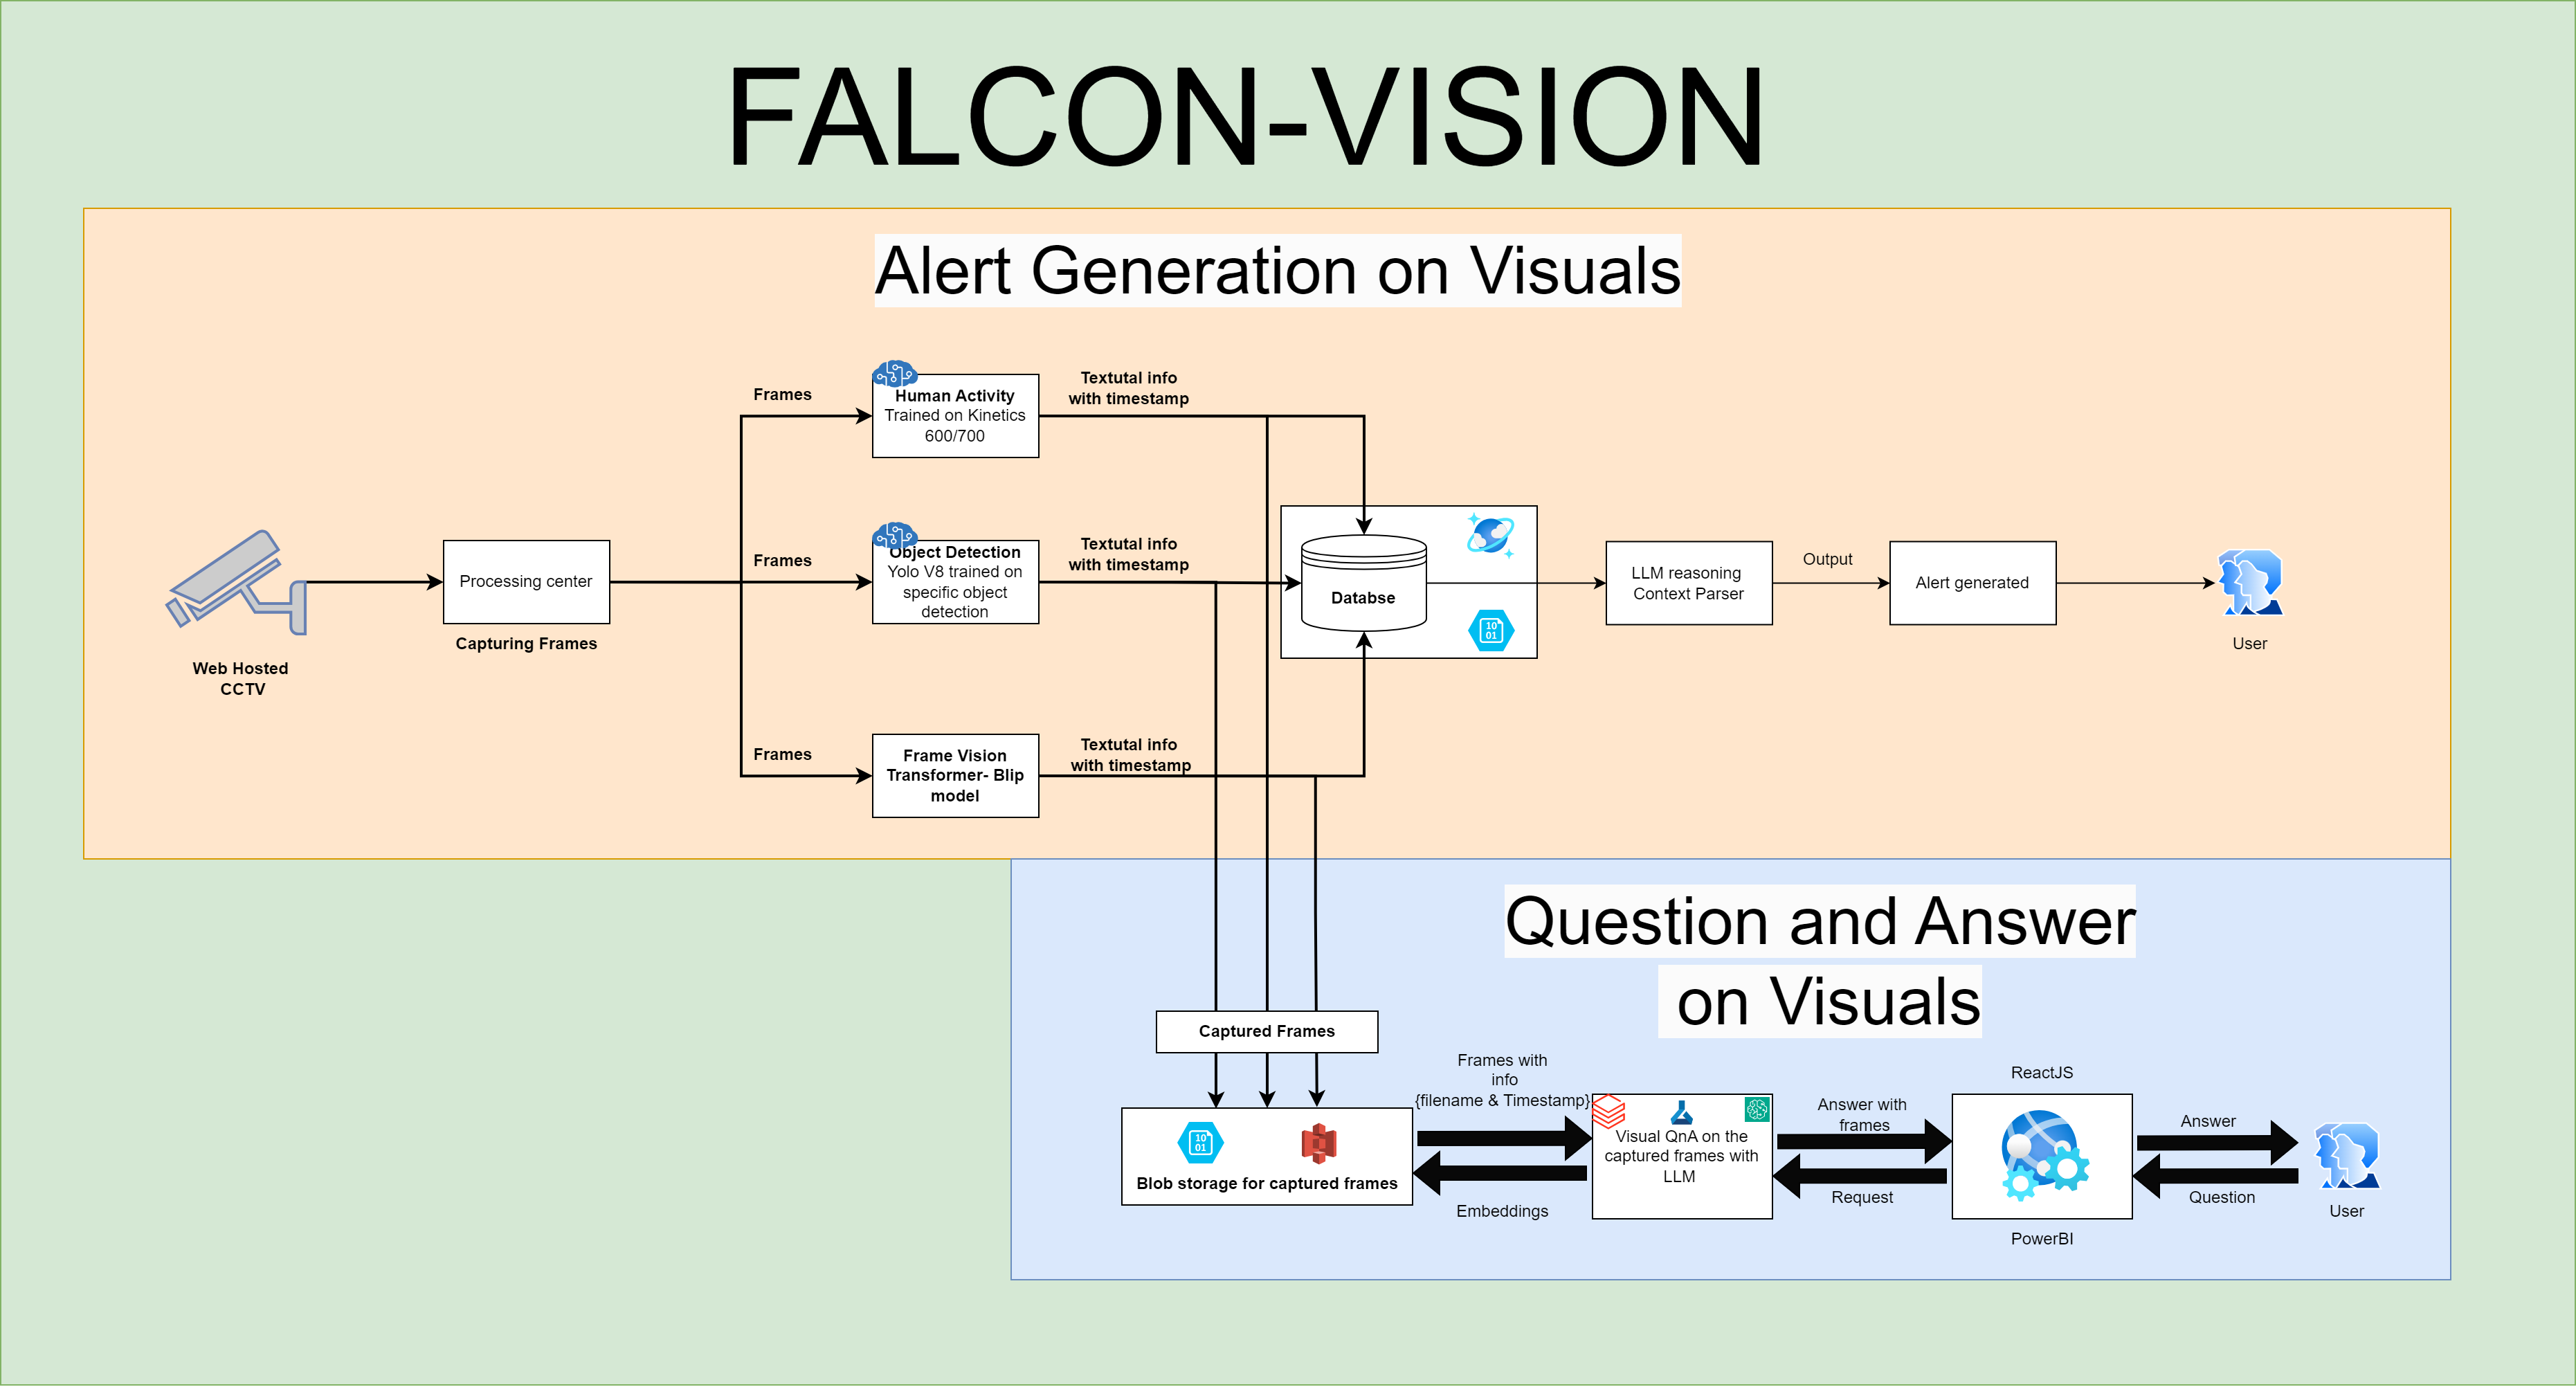 FALCON-VISION
Alert Generation on Visuals
Web Hosted
CCTV
Processing center
Capturing Frames
Frames
Human Activity
Trained on Kinetics
600/700
Textutal info
with timestamp
Frames
Object Detection
Yolo V8 trained on
specific object
detection
Textutal info
with timestamp
Frames
Frame Vision
Transformer- Blip
model
Textutal info
with timestamp
Databse
10
01
LLM reasoning
Context Parser
Output
Alert generated
User
Question and Answer
on Visuals
Captured Frames
10
01
Blob storage for captured frames
Frames with
info
{filename & Timestamp}
Embeddings
Visual QnA on the
captured frames with
LLM
Answer with
frames
Request
ReactJS
PowerBI
Answer
Question
User